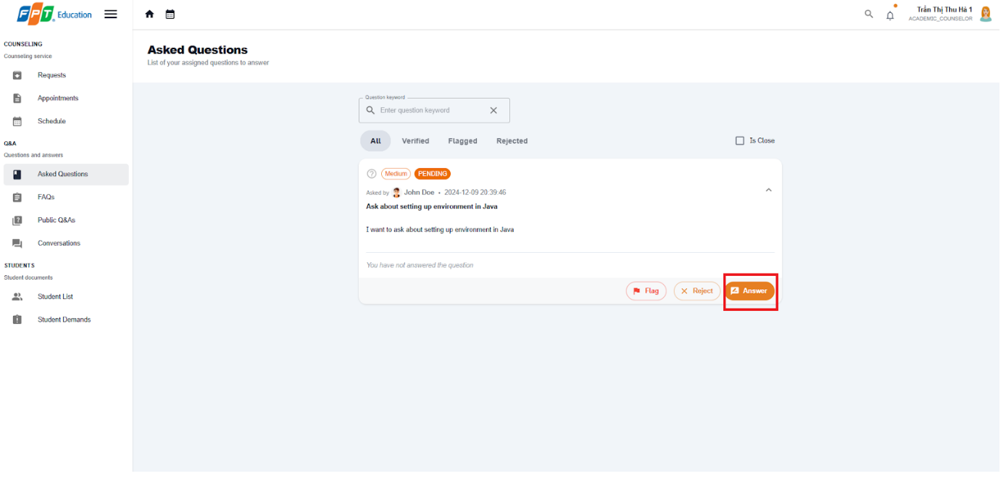 FPT. Education
Trần Thị Thu Hà 1
ACADEMIC_COUNSELOR
COUNSELING
Counseling service
Requests
Appointments
Schedule
Q&A
Questions and answers
Asked Questions
FAQs
Public Q&As
Conversations
STUDENTS
Student documents
Student List
Student Demands
Asked Questions
List of your assigned questions to answer
Question keyword
Enter question keyword
All Verified Flagged Rejected Is Close
Medium PENDING
Asked by John Doe • 2024-12-09 20:39:46
Ask about setting up environment in Java
I want to ask about setting up environment in Java
You have not answered the question
Flag Reject Answer